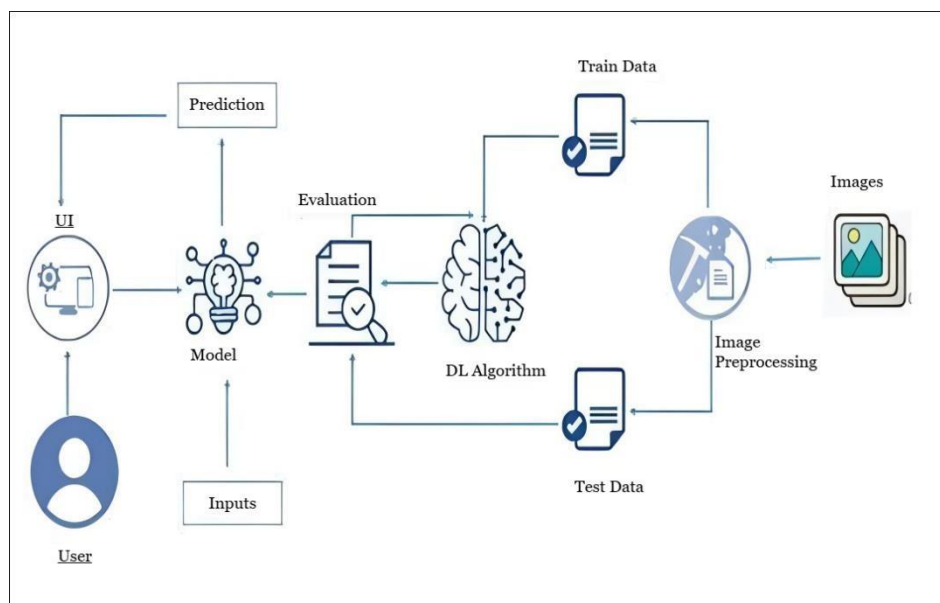 Train Data
Prediction
Images
Evaluation
UI
Image
Preprocessing
Model
DL Algorithm
Inputs
Test Data
User